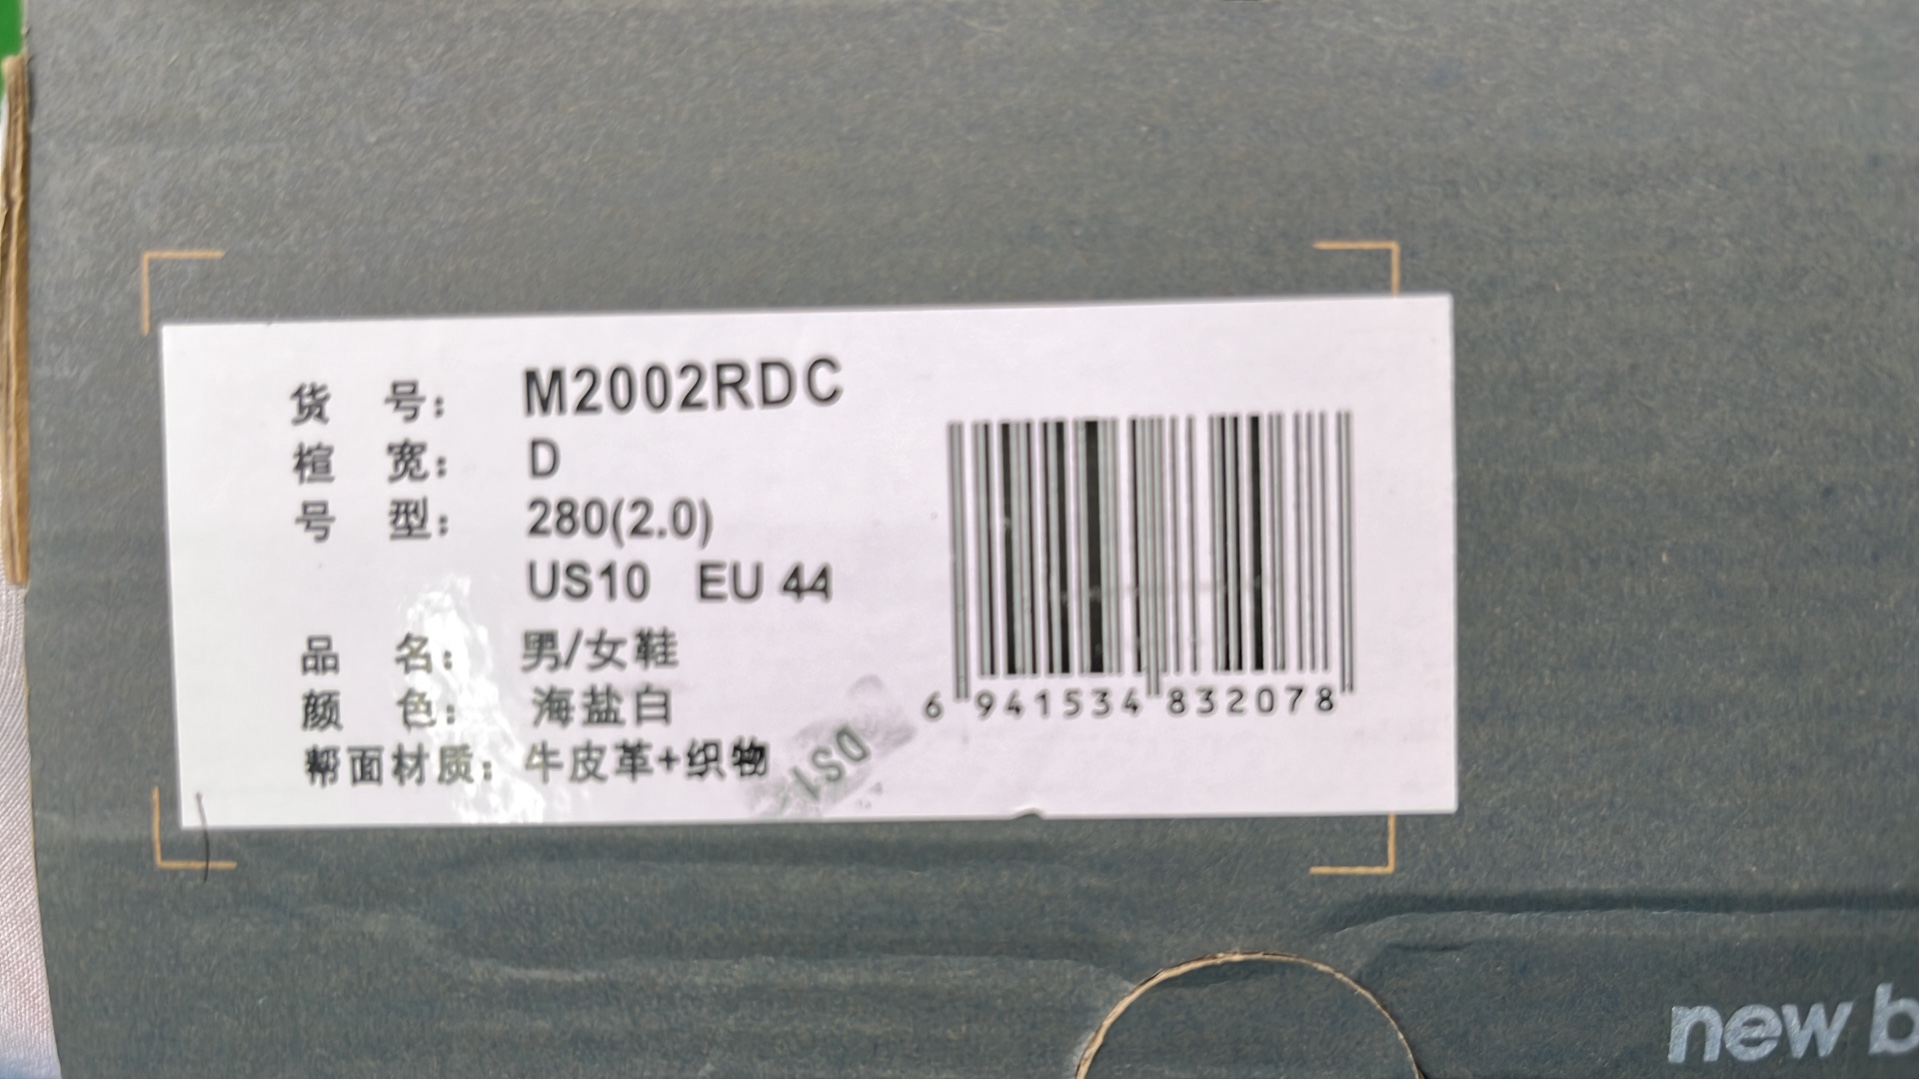 货 号： M2002RDC
楦 宽： D
号 型： 280(2.0)
US10 EU 44
品 名： 男/女鞋
颜 色： 海盐白
帮面材质： 牛皮革+织物
6 941534 832078
DS1-
new b